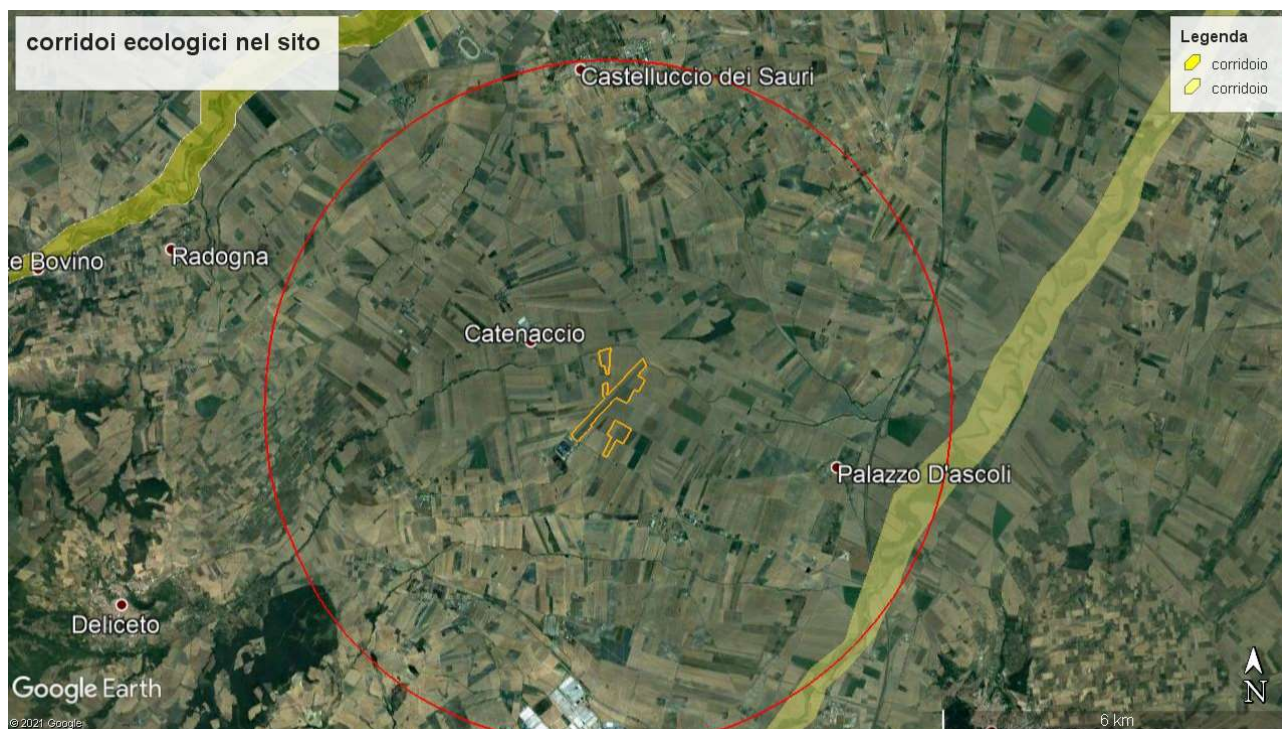 corridoi ecologici nel sito
Legenda
corridoio
corridoio
Castelluccio dei Sauri
Radogna
te Bovino
Catenaccio
Palazzo D'ascoli
Deliceto
Google Earth
N
© 2021 Google
6 km